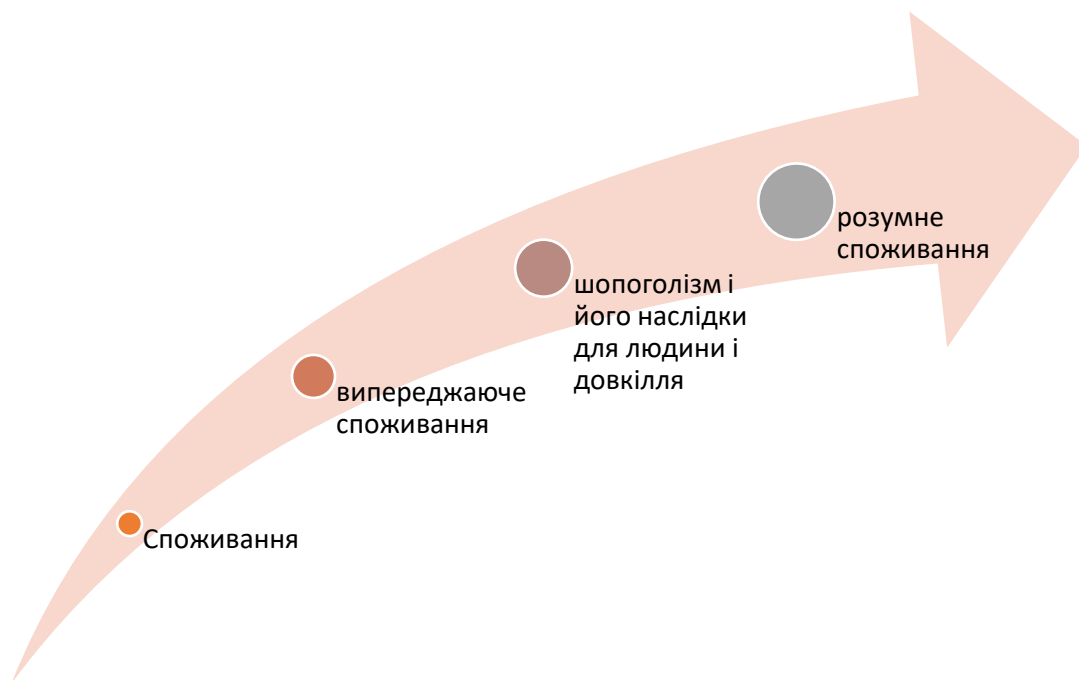 Споживання
випереджаюче
споживання
шопоголізм і
його наслідки
для людини і
довкілля
розумне
споживання